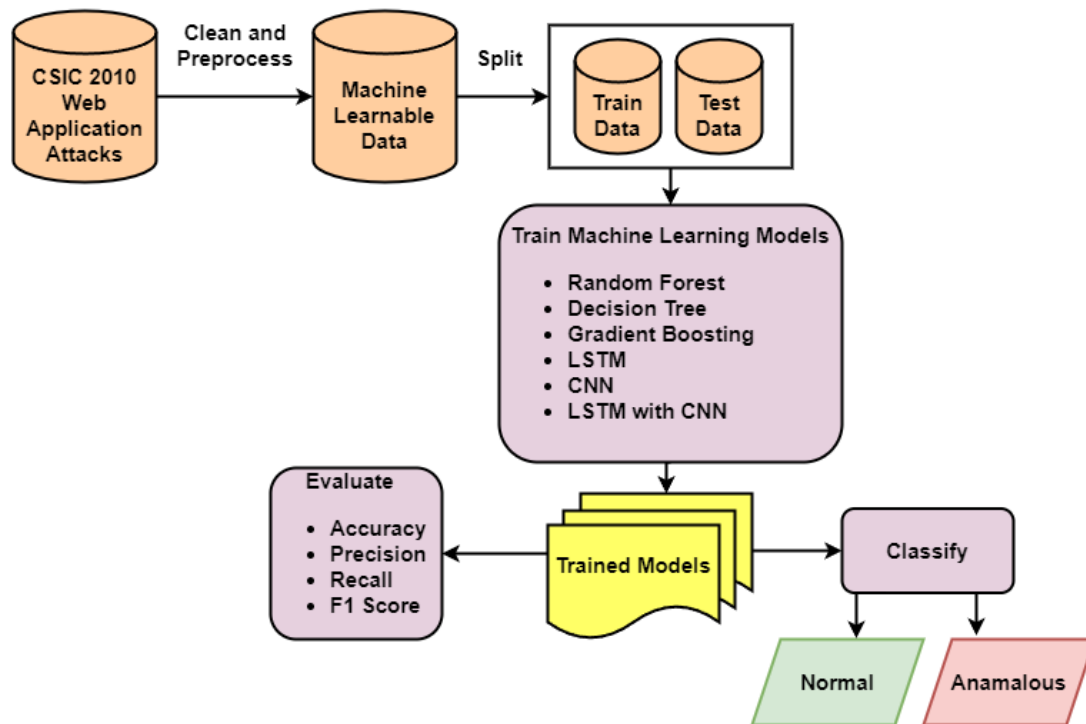 CSIC 2010
Web
Application
Attacks
Clean and
Preprocess
Machine
Learnable
Data
Split
Train
Data
Test
Data
Train Machine Learning Models
• Random Forest
• Decision Tree
• Gradient Boosting
• LSTM
• CNN
• LSTM with CNN
Evaluate
• Accuracy
• Precision
• Recall
• F1 Score
Trained Models
Classify
Normal
Anamalous